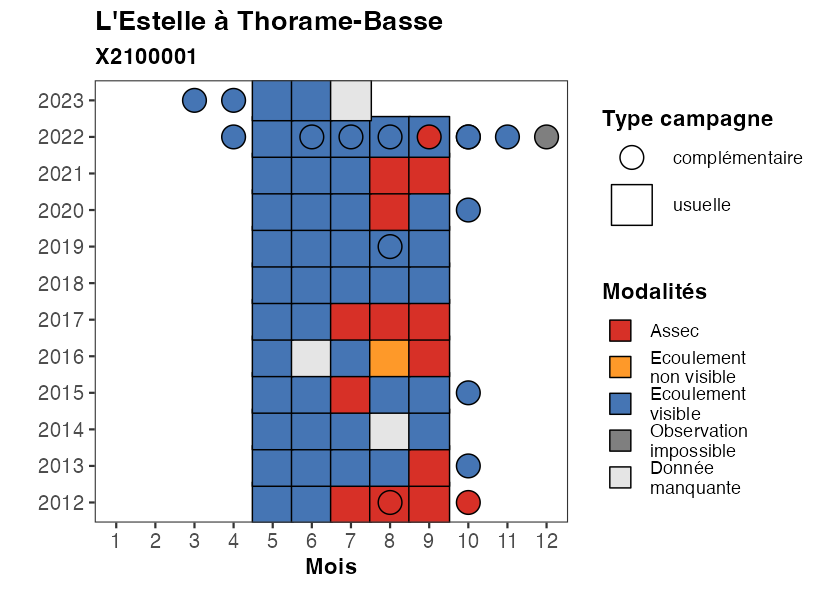 L'Estelle à Thorame-Basse
X2100001
2023
2022
2021
2020
2019
2018
2017
2016
2015
2014
2013
2012
1 2 3 4 5 6 7 8 9 10 11 12
Mois
Type campagne
complémentaire
usuelle
Modalités
Assec
Ecoulement
non visible
Ecoulement
visible
Observation
impossible
Donnée
manquante